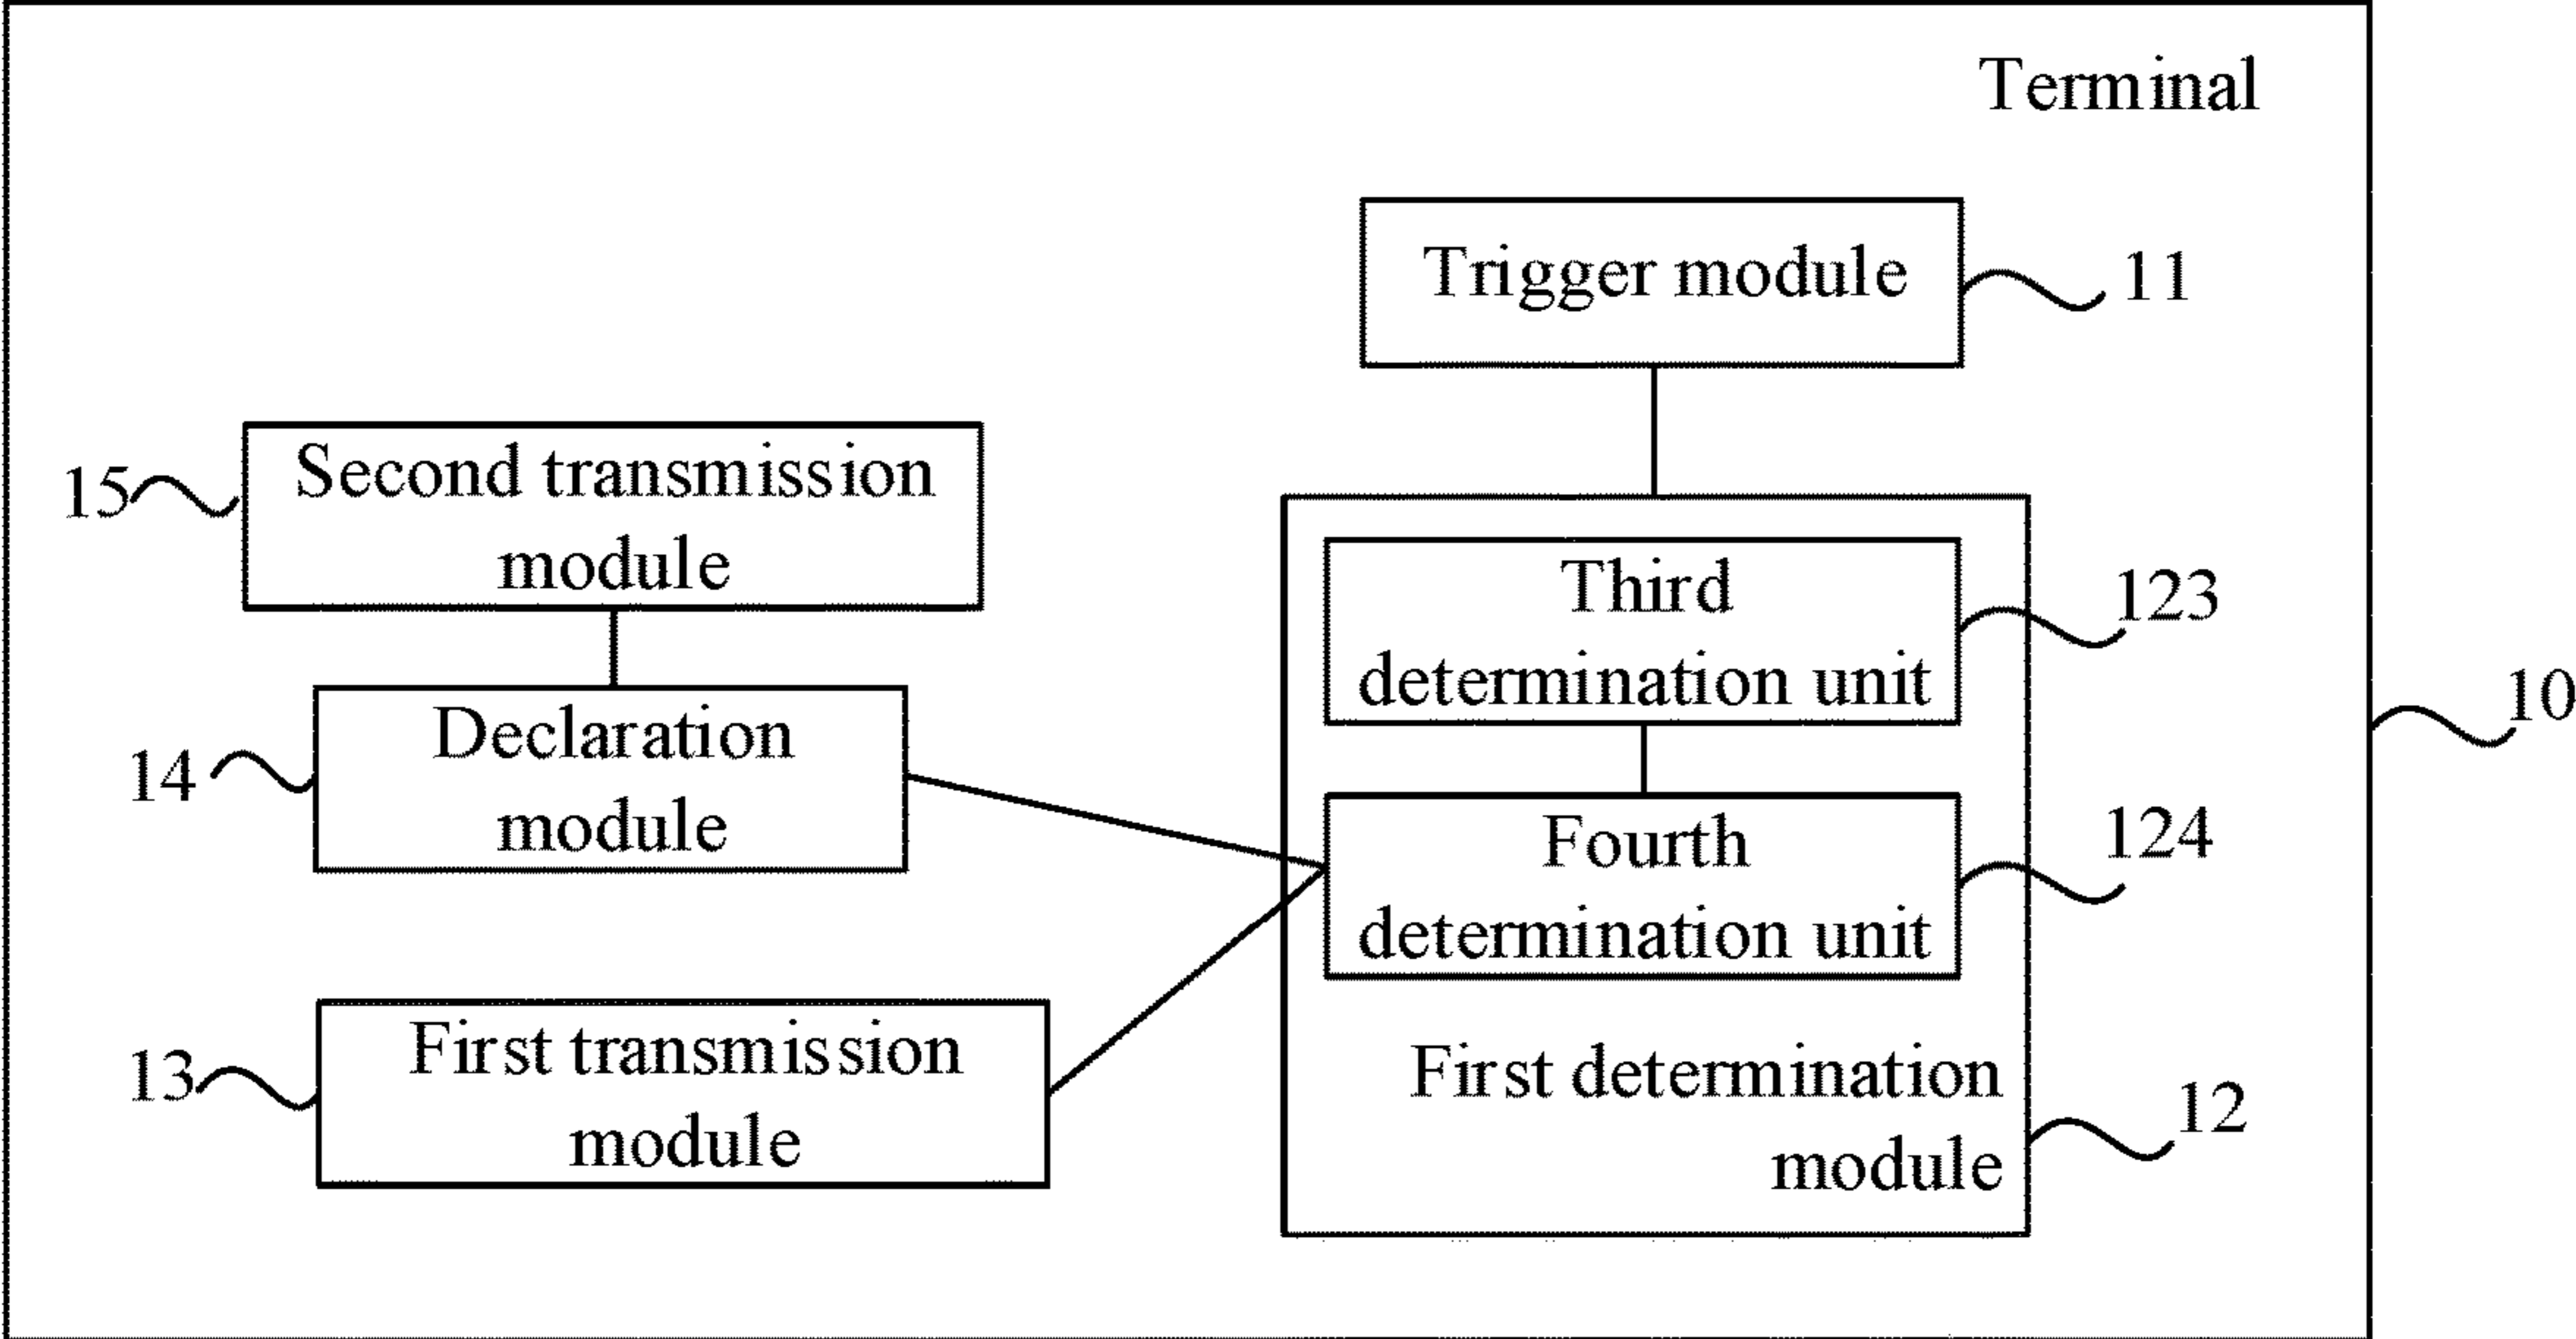 Terminal
Trigger module
11
Second transmission
module
15
Third
determination unit
123
10
Declaration
module
14
Fourth
determination unit
124
First transmission
module
13
First determination
module
12